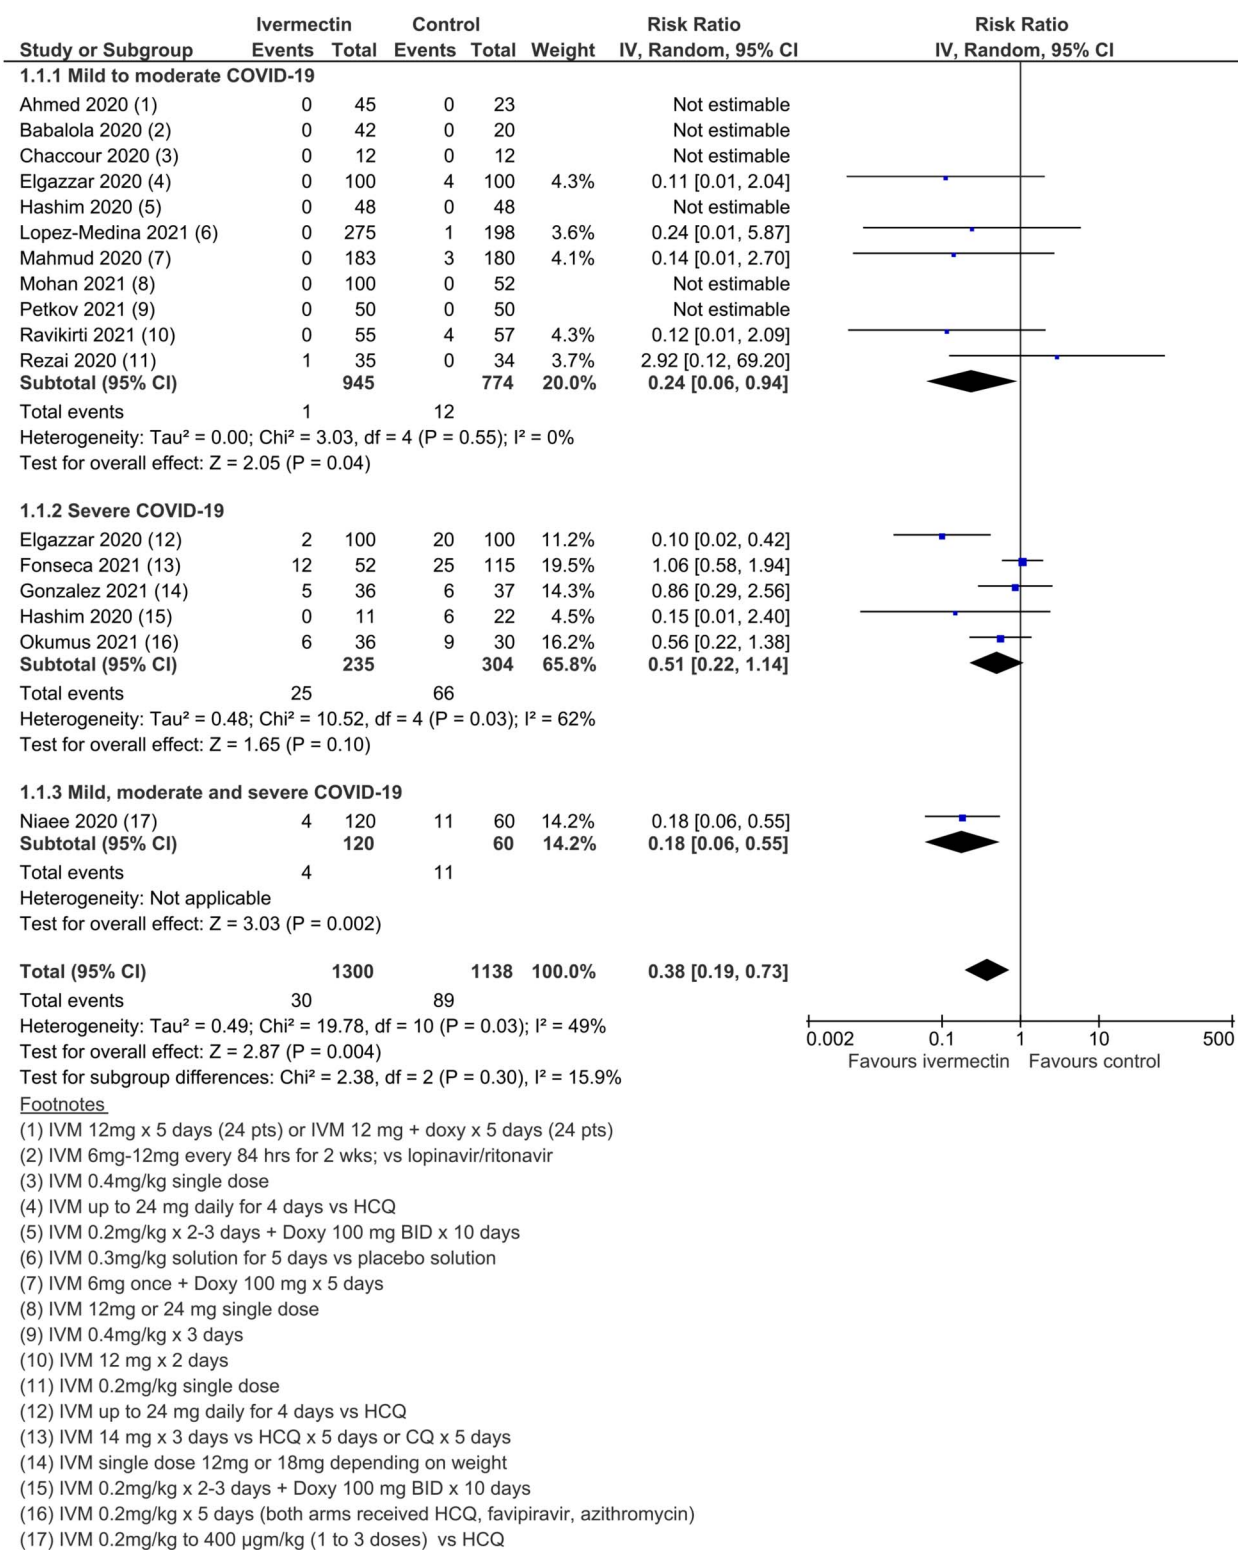 Ivermectin Control Risk Ratio Risk Ratio
Study or Subgroup Events Total Events Total Weight IV, Random, 95% CI IV, Random, 95% CI
1.1.1 Mild to moderate COVID-19
Ahmed 2020 (1) 0 45 0 23 Not estimable
Babalola 2020 (2) 0 42 0 20 Not estimable
Chaccour 2020 (3) 0 12 0 12 Not estimable
Elgazzar 2020 (4) 0 100 4 100 4.3% 0.11 [0.01, 2.04]
Hashim 2020 (5) 0 48 0 48 Not estimable
Lopez-Medina 2021 (6) 0 275 1 198 3.6% 0.24 [0.01, 5.87]
Mahmud 2020 (7) 0 183 3 180 4.1% 0.14 [0.01, 2.70]
Mohan 2021 (8) 0 100 0 52 Not estimable
Petkov 2021 (9) 0 50 0 50 Not estimable
Ravikirti 2021 (10) 0 55 4 57 4.3% 0.12 [0.01, 2.09]
Rezai 2020 (11) 1 35 0 34 3.7% 2.92 [0.12, 69.20]
Subtotal (95% CI) 945 774 20.0% 0.24 [0.06, 0.94]
Total events 1 12
Heterogeneity: Tau² = 0.00; Chi² = 3.03, df = 4 (P = 0.55); I² = 0%
Test for overall effect: Z = 2.05 (P = 0.04)
1.1.2 Severe COVID-19
Elgazzar 2020 (12) 2 100 20 100 11.2% 0.10 [0.02, 0.42]
Fonseca 2021 (13) 12 52 25 115 19.5% 1.06 [0.58, 1.94]
Gonzalez 2021 (14) 5 36 6 37 14.3% 0.86 [0.29, 2.56]
Hashim 2020 (15) 0 11 6 22 4.5% 0.15 [0.01, 2.40]
Okumus 2021 (16) 6 36 9 30 16.2% 0.56 [0.22, 1.38]
Subtotal (95% CI) 235 304 65.8% 0.51 [0.22, 1.14]
Total events 25 66
Heterogeneity: Tau² = 0.48; Chi² = 10.52, df = 4 (P = 0.03); I² = 62%
Test for overall effect: Z = 1.65 (P = 0.10)
1.1.3 Mild, moderate and severe COVID-19
Niaee 2020 (17) 4 120 11 60 14.2% 0.18 [0.06, 0.55]
Subtotal (95% CI) 120 60 14.2% 0.18 [0.06, 0.55]
Total events 4 11
Heterogeneity: Not applicable
Test for overall effect: Z = 3.03 (P = 0.002)
Total (95% CI) 1300 1138 100.0% 0.38 [0.19, 0.73]
Total events 30 89
Heterogeneity: Tau² = 0.49; Chi² = 19.78, df = 10 (P = 0.03); I² = 49%
Test for overall effect: Z = 2.87 (P = 0.004)
Test for subgroup differences: Chi² = 2.38, df = 2 (P = 0.30), I² = 15.9%
0.002 0.1 1 10 500
Favours ivermectin Favours control
Footnotes
(1) IVM 12mg x 5 days (24 pts) or IVM 12 mg + doxy x 5 days (24 pts)
(2) IVM 6mg-12mg every 84 hrs for 2 wks; vs lopinavir/ritonavir
(3) IVM 0.4mg/kg single dose
(4) IVM up to 24 mg daily for 4 days vs HCQ
(5) IVM 0.2mg/kg x 2-3 days + Doxy 100 mg BID x 10 days
(6) IVM 0.3mg/kg solution for 5 days vs placebo solution
(7) IVM 6mg once + Doxy 100 mg x 5 days
(8) IVM 12mg or 24 mg single dose
(9) IVM 0.4mg/kg x 3 days
(10) IVM 12 mg x 2 days
(11) IVM 0.2mg/kg single dose
(12) IVM up to 24 mg daily for 4 days vs HCQ
(13) IVM 14 mg x 3 days vs HCQ x 5 days or CQ x 5 days
(14) IVM single dose 12mg or 18mg depending on weight
(15) IVM 0.2mg/kg x 2-3 days + Doxy 100 mg BID x 10 days
(16) IVM 0.2mg/kg x 5 days (both arms received HCQ, favipiravir, azithromycin)
(17) IVM 0.2mg/kg to 400 µgm/kg (1 to 3 doses) vs HCQ